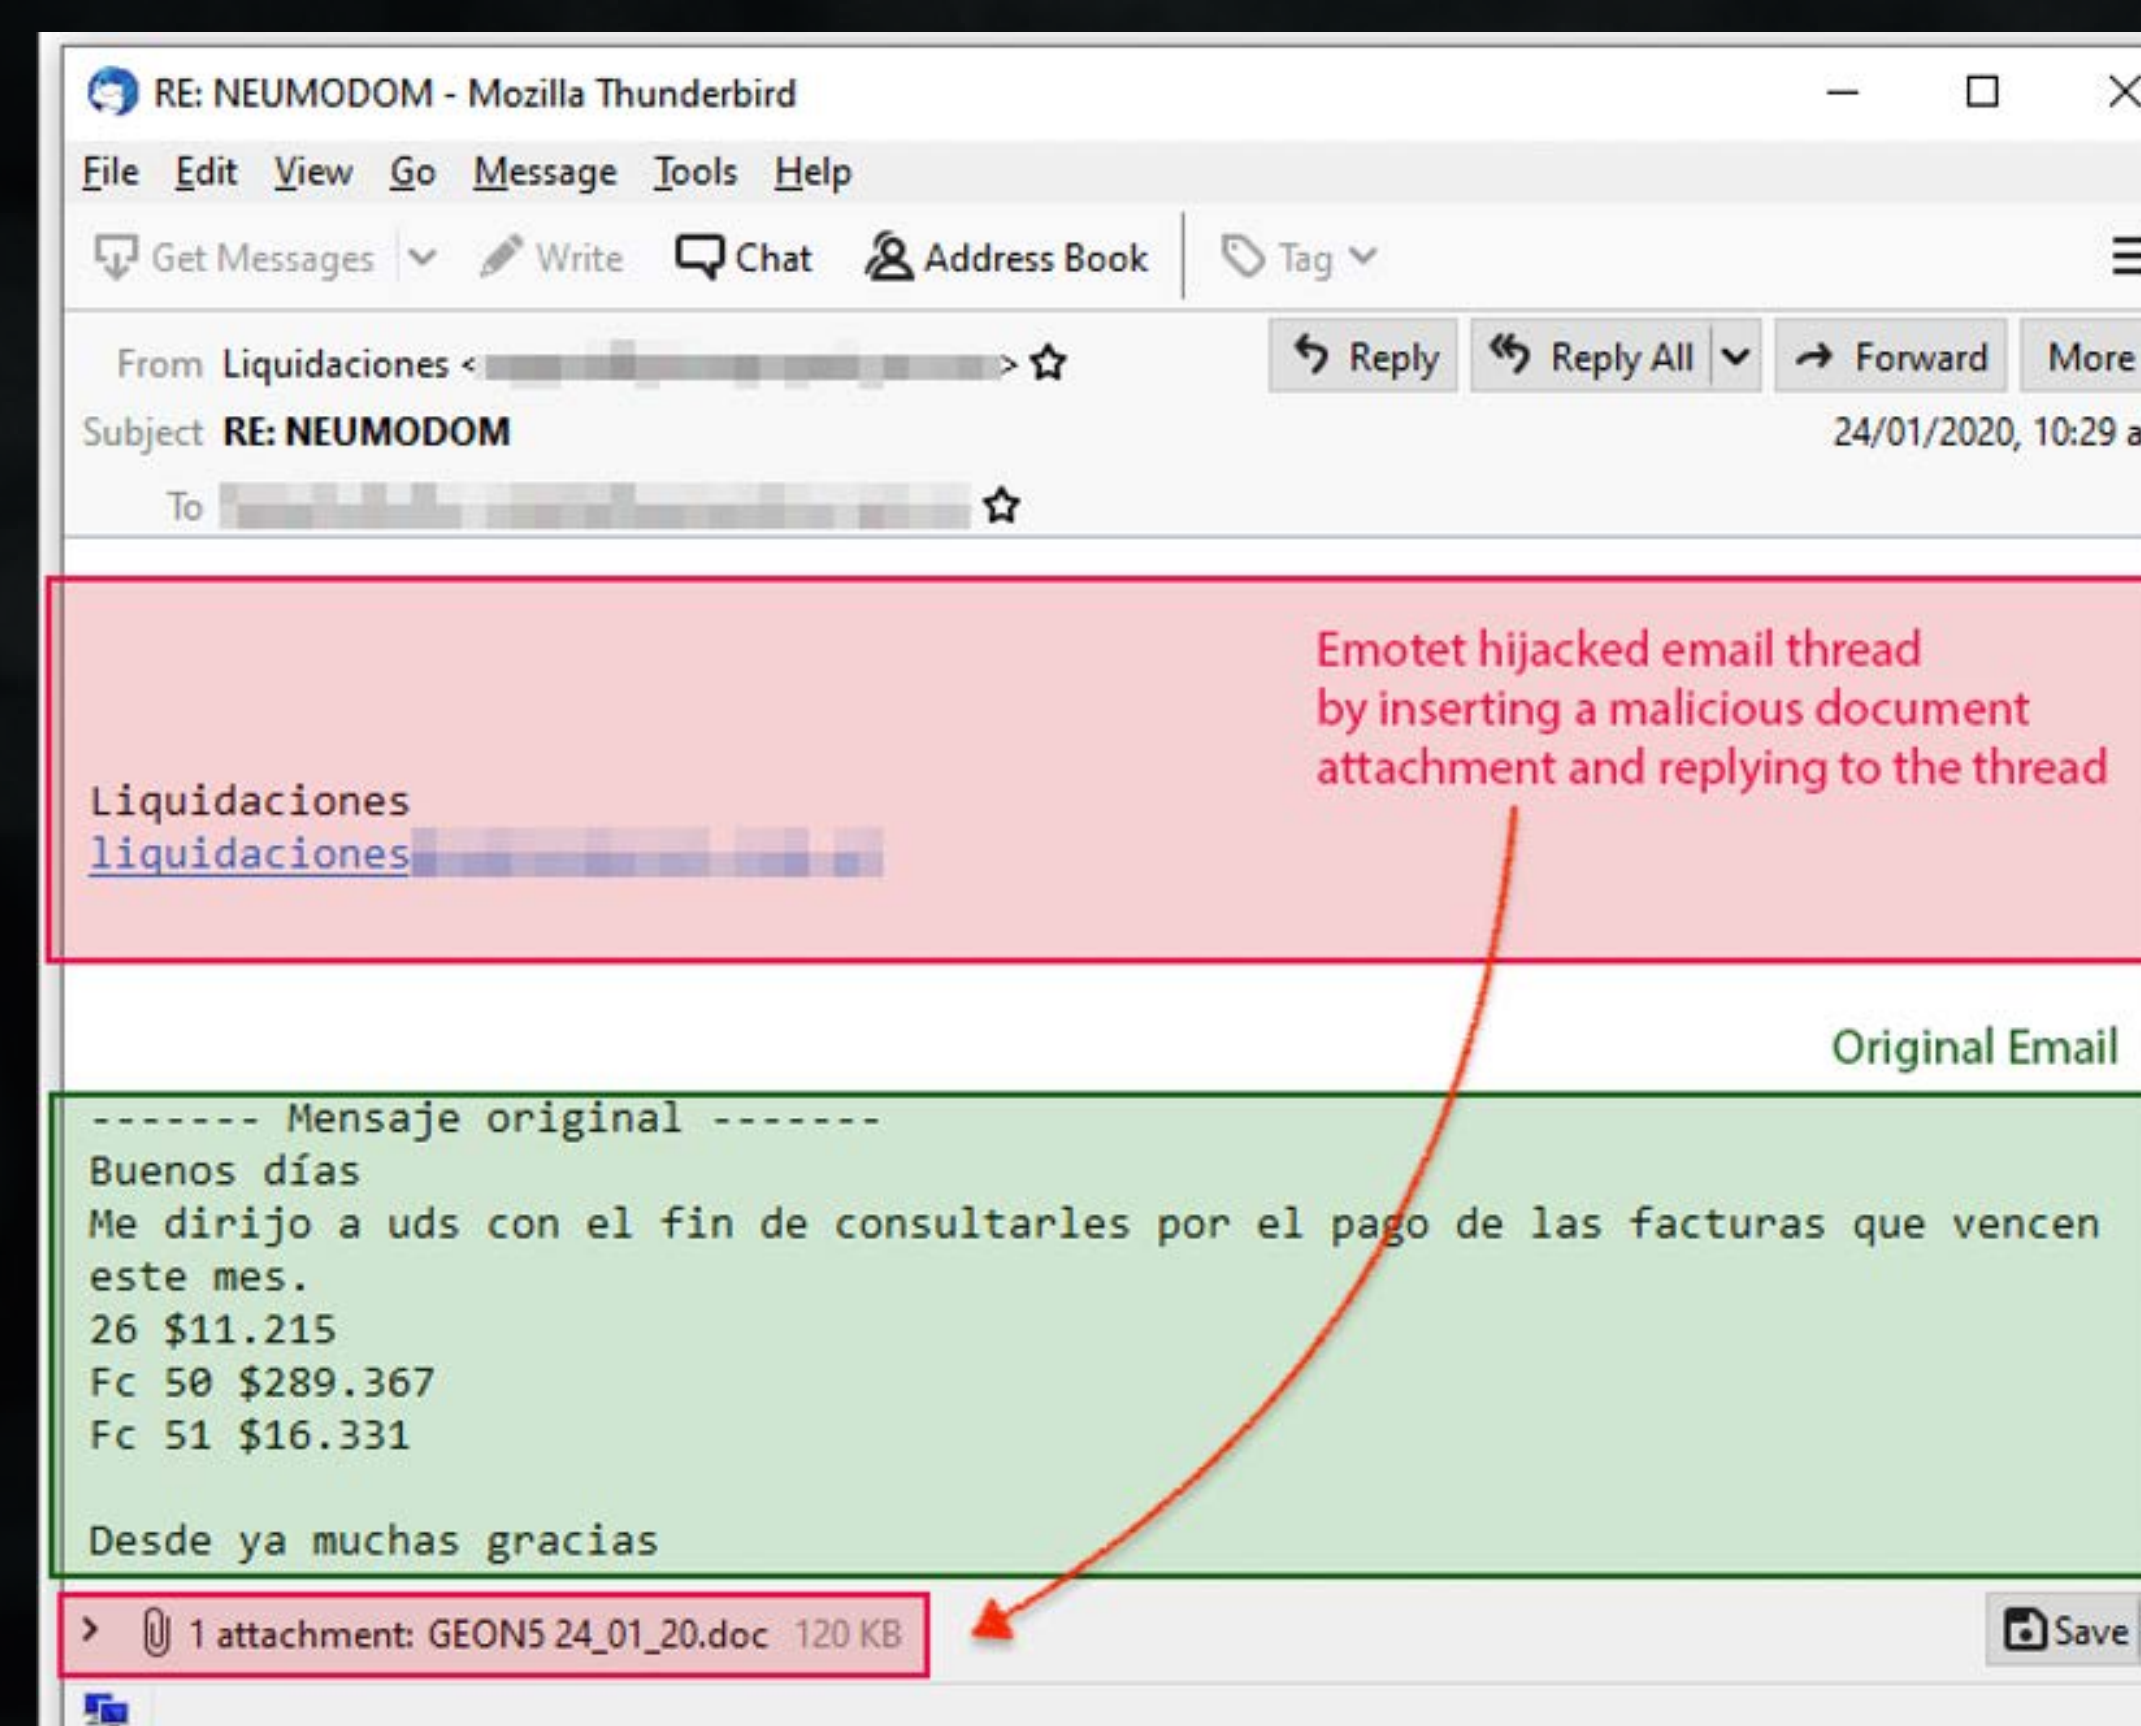 RE: NEUMODOM - Mozilla Thunderbird
File Edit View Go Message Tools Help
Get Messages Write Chat Address Book Tag
From Liquidaciones < > Reply Reply All Forward More
Subject RE: NEUMODOM 24/01/2020, 10:29 a
To
Emotet hijacked email thread
by inserting a malicious document
attachment and replying to the thread
Liquidaciones
liquidaciones
Original Email
------- Mensaje original -------
Buenos días
Me dirijo a uds con el fin de consultarles por el pago de las facturas que vencen
este mes.
26 $11.215
Fc 50 $289.367
Fc 51 $16.331
Desde ya muchas gracias
1 attachment: GEON5 24_01_20.doc 120 KB Save